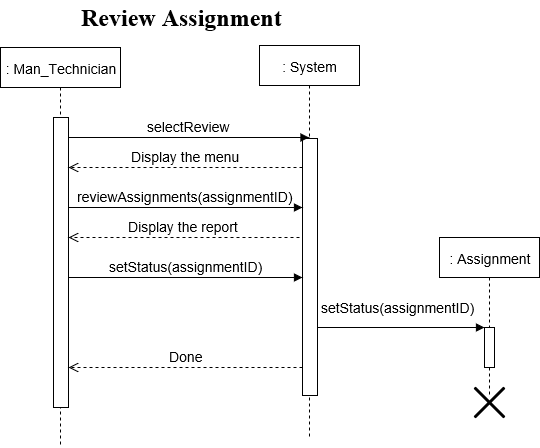 Review Assignment
: Man_Technician
: System
selectReview
Display the menu
reviewAssignments(assignmentID)
Display the report
: Assignment
setStatus(assignmentID)
setStatus(assignmentID)
Done